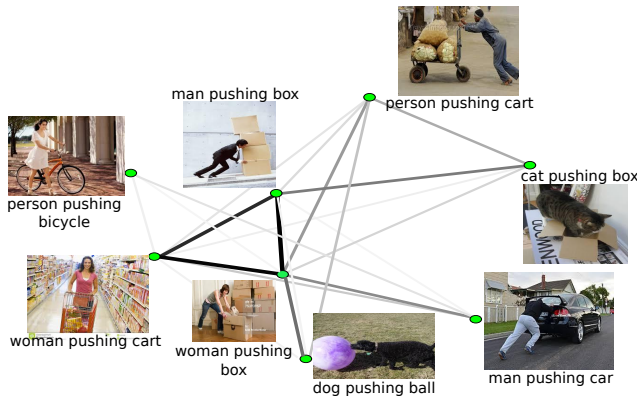 man pushing box
person pushing cart
cat pushing box
person pushing
bicycle
woman pushing cart
woman pushing
box
dog pushing ball
man pushing car